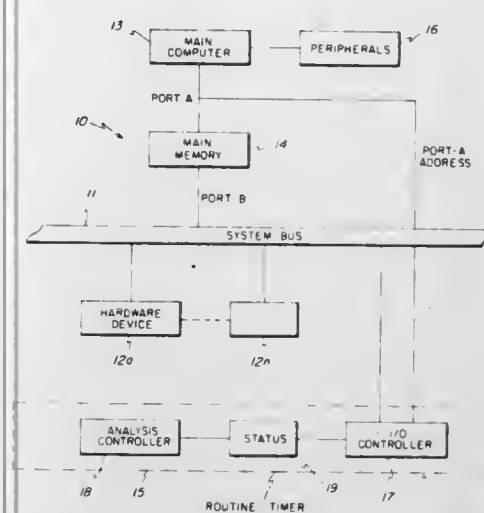 13
MAIN
COMPUTER
PERIPHERALS
16
PORT A
10
MAIN
MEMORY
14
PORT-A
ADDRESS
11
PORT B
SYSTEM BUS
HARDWARE
DEVICE
12a
12n
ANALYSIS
CONTROLLER
STATUS
I/O
CONTROLLER
18
15
19
17
ROUTINE TIMER